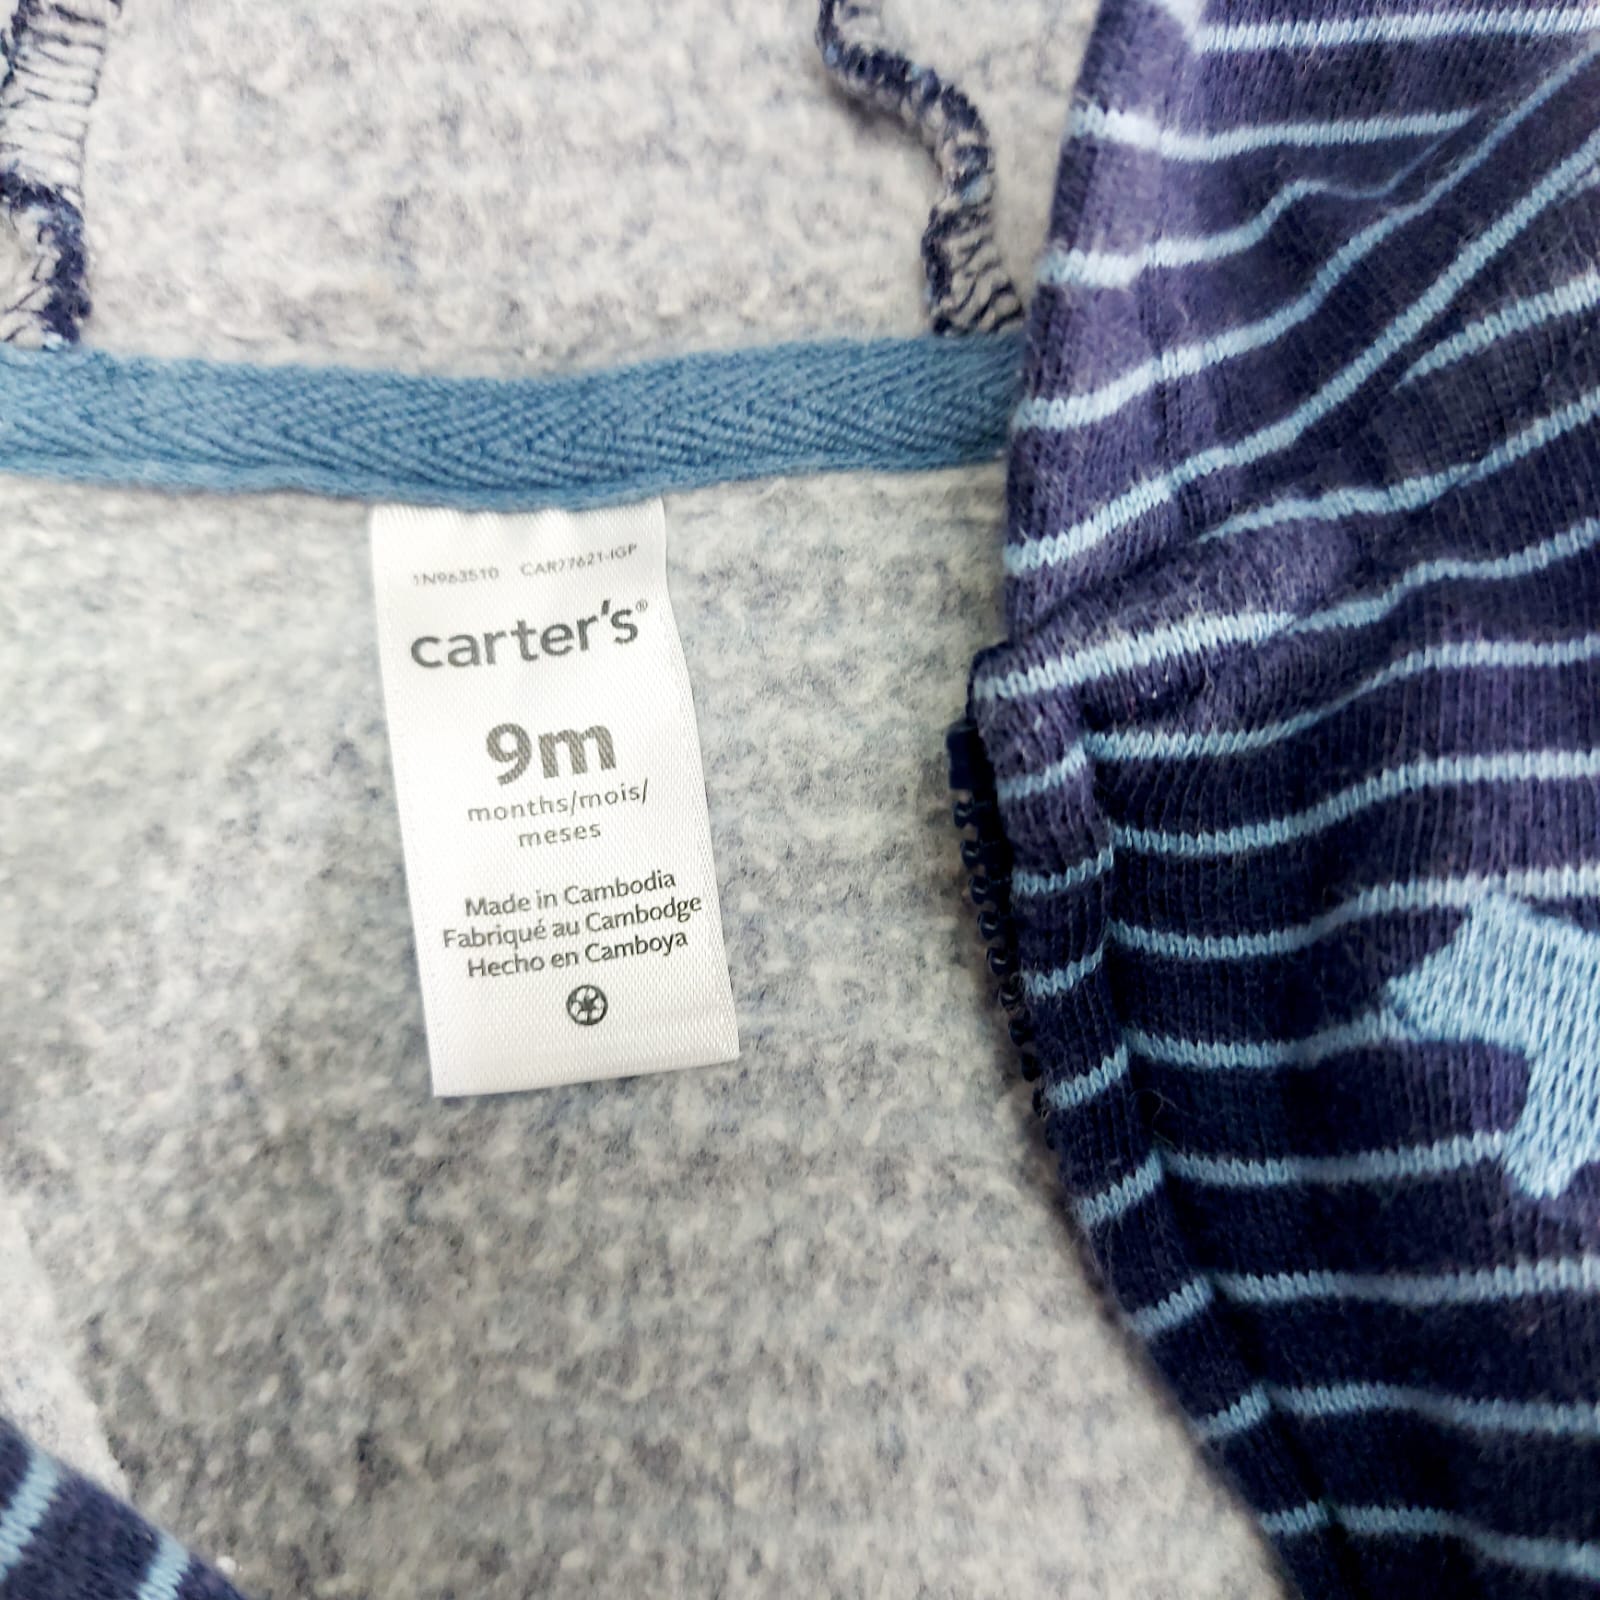 1N963510 CAR77621-IGP
carter's®
9m
months/mois/
meses
Made in Cambodia
Fabriqué au Cambodge
Hecho en Camboya